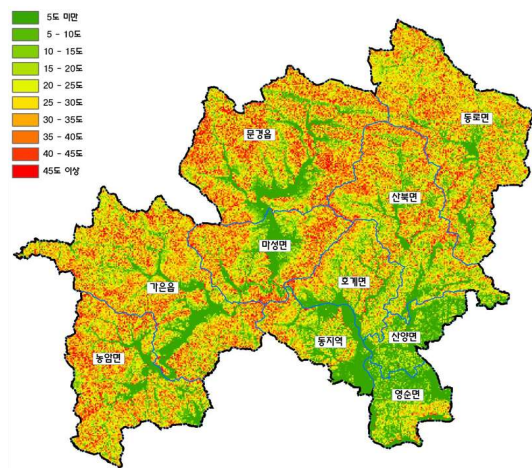 5도 미만
5 - 10도
10 - 15도
15 - 20도
20 - 25도
25 - 30도
30 - 35도
35 - 40도
40 - 45도
45도 이상
동로면
문경읍
산북면
마성면
가은읍
호계면
농암면
동지역
산양면
영순면